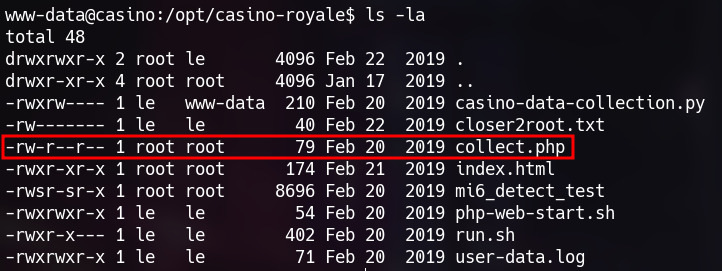 www-data@casino:/opt/casino-royale$ ls -la
total 48
drwxrwxr-x 2 root le 4096 Feb 22 2019 .
drwxrwxr-x 4 root root 4096 Jan 17 2019 ..
-rwxrw---- 1 le www-data 210 Feb 20 2019 casino-data-collection.py
-rw------- 1 le le 40 Feb 22 2019 closer2root.txt
-rw-r--r-- 1 root root 79 Feb 20 2019 collect.php
-rwxr-xr-x 1 root root 174 Feb 21 2019 index.html
-rwsr-sr-x 1 root root 8696 Feb 20 2019 mi6_detect_test
-rwxrwxr-x 1 le le 54 Feb 20 2019 php-web-start.sh
-rwxr-x--- 1 le le 402 Feb 20 2019 run.sh
-rwxrwxr-x 1 le le 71 Feb 20 2019 user-data.log